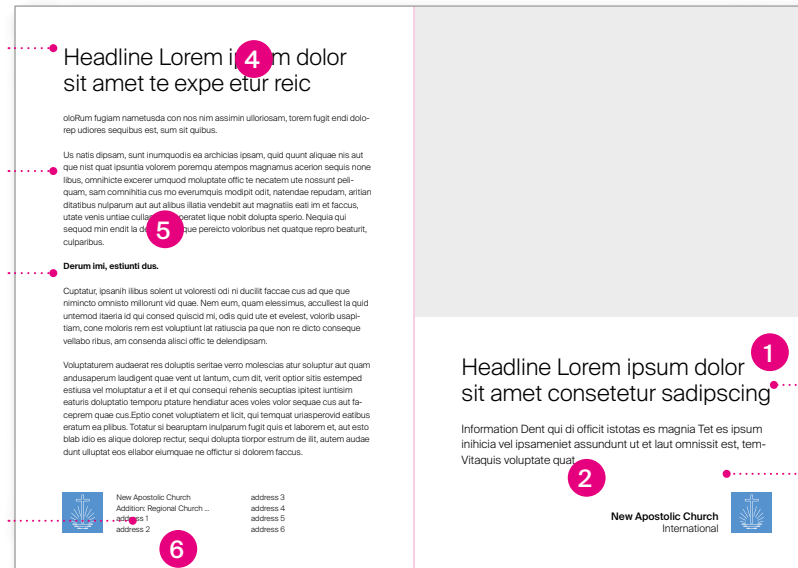 Headline Lorem ip m dolor
sit amet te expe etur reic
4
oloRum fugiam nametusda con nos nim assimin ulloriosam, torem fugit endi dolo-
rep udiores sequibus est, sum sit quibus.
Us natis dipsam, sunt inumquodis ea archicias ipsam, quid quunt aliquae nis aut
que nist quat ipsuntia volorem poremqu atempos magnamus acerion sequis none
libus, omnihicte excerer umquod moluptate offic te necatem ute nossunt peli-
quam, sam comnihitia cus mo everumquis modipit odit, natendae repudam, aritian
ditatibus nulparum aut aut alibus illatia vendebit aut magnatiis eati im et faccus,
utate venis untiae cullam peratet lique nobit dolupta sperio. Nequia qui
sequod min endit la de que pereicto voloribus net quatque repro beaturit,
culparibus.
5
Derum imi, estiunti dus.
Cuptatur, ipsanih ilibus solent ut voloresti odi ni ducilit faccae cus ad que que
nimincto omnisto millorunt vid quae. Nem eum, quam elessimus, accullest la quid
untemod itaeria id qui consed quiscid mi, odis quid ute et evelest, volorib usapi-
tiam, cone moloris rem est voluptiunt lat ratiuscia pa que non re dicto conseque
vellabo ribus, am consenda alisci offic te delendipsam.
Voluptaturem audaerat res doluptis seritae verro molescias atur soluptur aut quam
andusaperum laudigent quae vent ut lantum, cum dit, verit optior sitis estemped
estiusa vel moluptatur a et il et qui consequi rehenis secuptias ipitest iuntisim
eaturis doluptatio temporu ptature hendiatur aces voles volor sequae cus aut fa-
ceprem quae cus.Eptio conet voluptatiem et licit, qui temquat uriasperovid eatibus
eratum ea plibus. Totatur si bearuptam inulparum fugit quis et laborem et, aut esto
blab idio es alique dolorep rectur, sequi dolupta tiorpor estrum de ilit, autem audae
dunt ulluptat eos ellabor eiumquae ne offictur si dolorem faccus.
New Apostolic Church
Addition: Regional Church ...
address 1
address 2
address 3
address 4
address 5
address 6
6
Headline Lorem ipsum dolor
sit amet consetetur sadipscing
1
Information Dent qui di officit istotas es magnia Tet es ipsum
inihicia vel ipsameniet assundunt ut et laut omnissit est, tem-
Vitaquis voluptate quat
2
New Apostolic Church
International